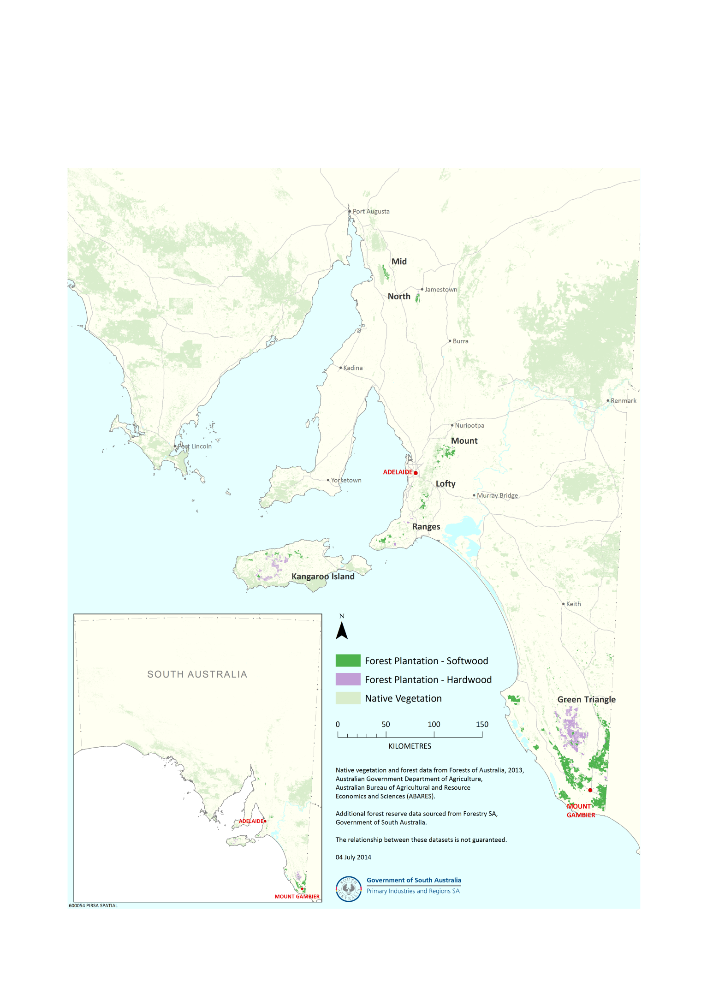 Port Augusta
Mid
Jamestown
North
Burra
Kadina
Renmark
Nuriootpa
Mount
Port Lincoln
ADELAIDE
Yorketown
Lofty
Murray Bridge
Ranges
Kangaroo Island
Keith
Green Triangle
MOUNT
GAMBIER
N
Forest Plantation - Softwood
Forest Plantation - Hardwood
Native Vegetation
0 50 100 150
KILOMETRES
Native vegetation and forest data from Forests of Australia, 2013,
Australian Government Department of Agriculture,
Australian Bureau of Agricultural and Resource
Economics and Sciences (ABARES).
Additional forest reserve data sourced from Forestry SA,
Government of South Australia.
The relationship between these datasets is not guaranteed.
04 July 2014
SOUTH AUSTRALIA
Government of South Australia
Primary Industries and Regions SA
SOUTH AUSTRALIA
ADELAIDE
MOUNT GAMBIER
600054 PIRSA SPATIAL